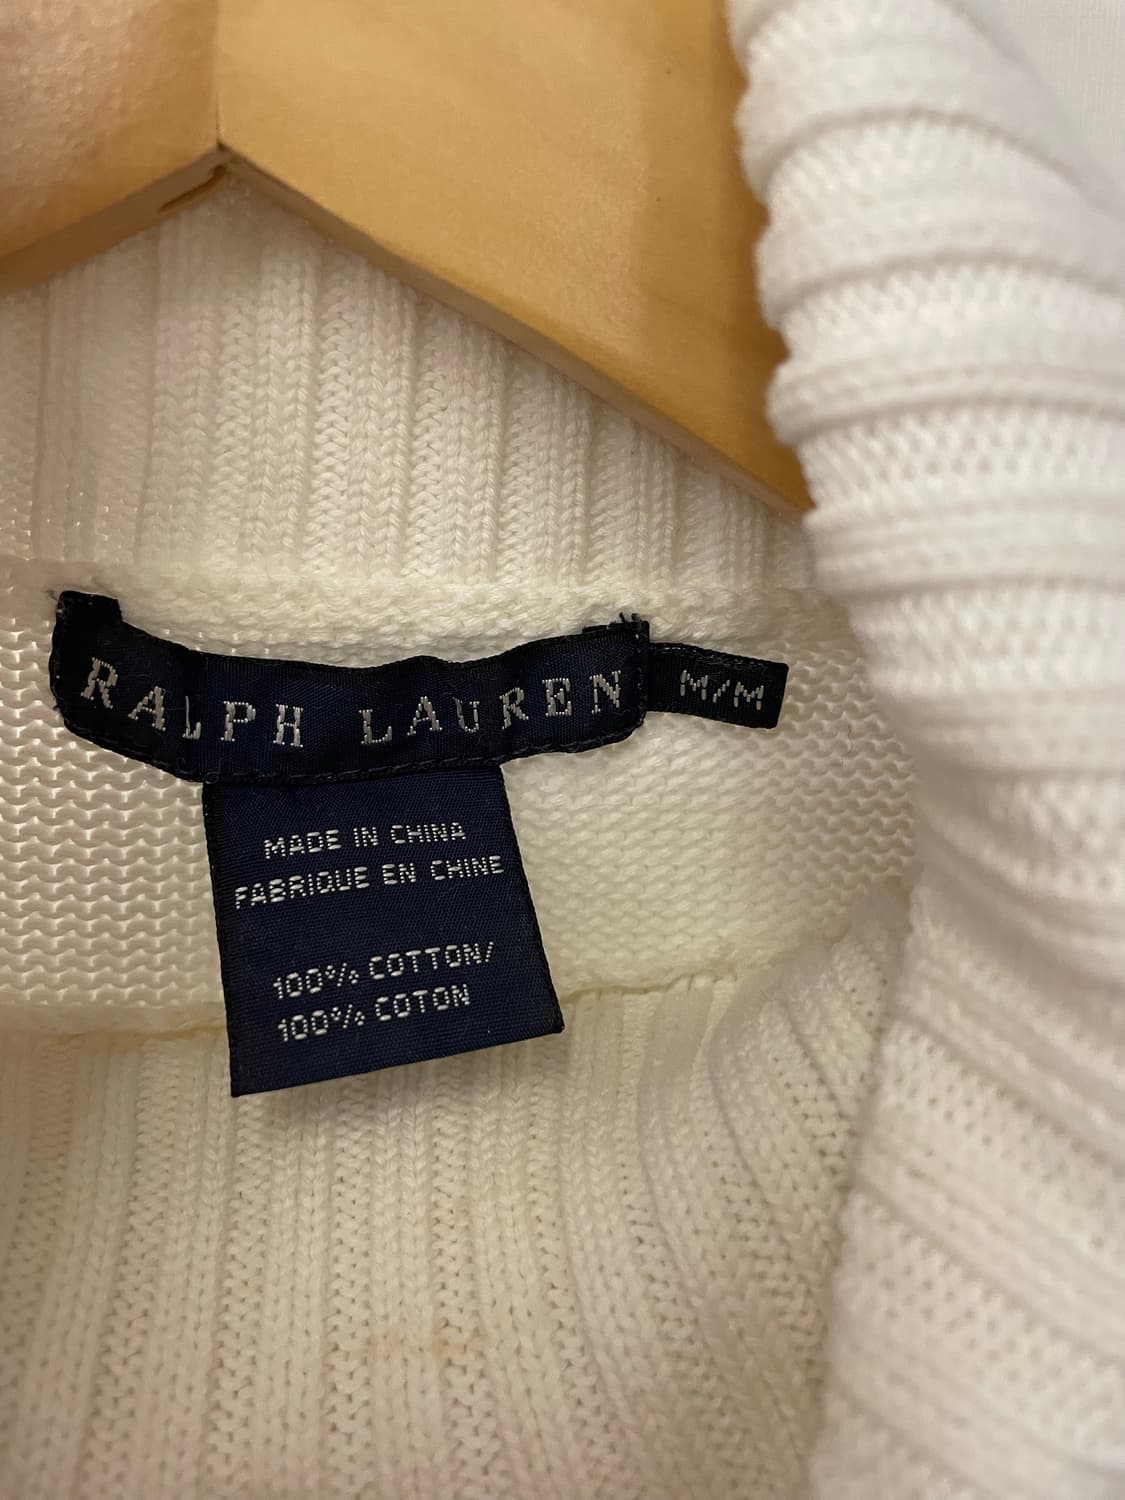 RALPH LAUREN
M/M
MADE IN CHINA
FABRIQUE EN CHINE
100% COTTON/
100% COTON